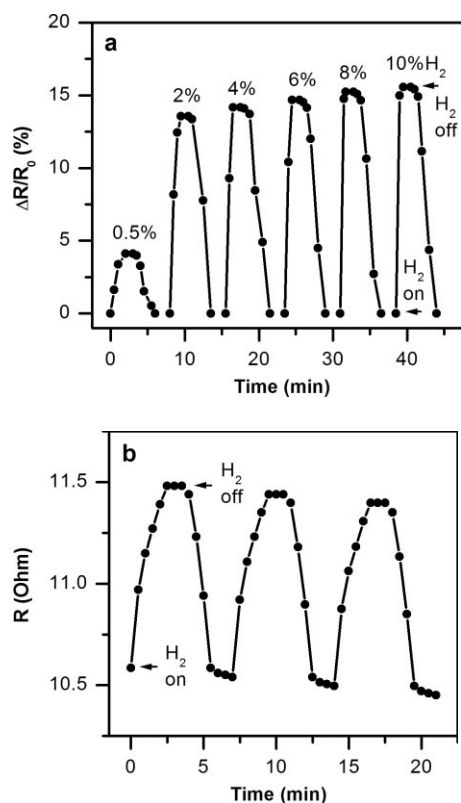 a
20
15
10
5
0
ΔR/R₀ (%)
0.5%
2%
4%
6%
8%
10%H₂
H₂
off
H₂
on
0 10 20 30 40
Time (min)
b
11.5
11.0
10.5
R (Ohm)
H₂
off
H₂
on
0 5 10 15 20
Time (min)